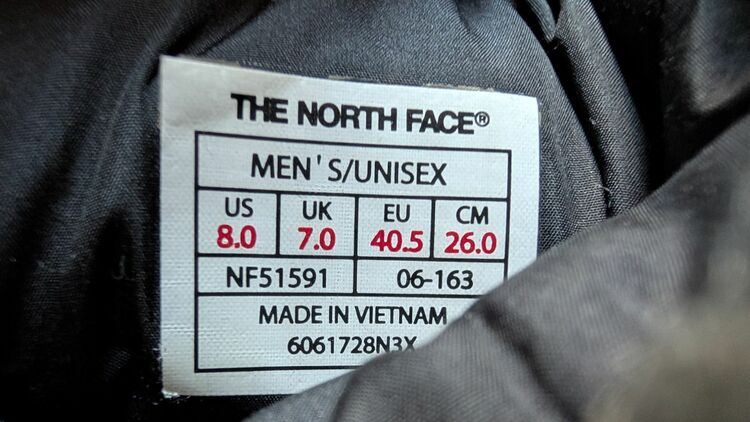 THE NORTH FACE®
MEN'S/UNISEX
US UK EU CM
8.0 7.0 40.5 26.0
NF51591 06-163
MADE IN VIETNAM
6061728N3X